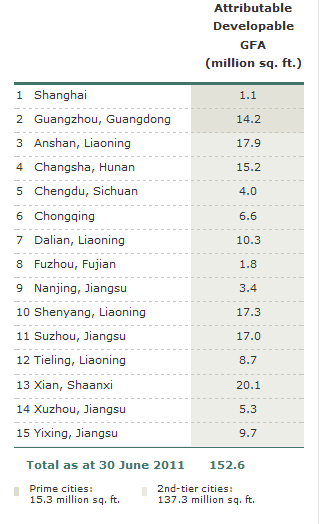 Attributable
Developable
GFA
(million sq. ft.)
1 Shanghai 1.1
2 Guangzhou, Guangdong 14.2
3 Anshan, Liaoning 17.9
4 Changsha, Hunan 15.2
5 Chengdu, Sichuan 4.0
6 Chongqing 6.6
7 Dalian, Liaoning 10.3
8 Fuzhou, Fujian 1.8
9 Nanjing, Jiangsu 3.4
10 Shenyang, Liaoning 17.3
11 Suzhou, Jiangsu 17.0
12 Tieling, Liaoning 8.7
13 Xian, Shaanxi 20.1
14 Xuzhou, Jiangsu 5.3
15 Yixing, Jiangsu 9.7
Total as at 30 June 2011 152.6
Prime cities: 2nd-tier cities:
15.3 million sq. ft. 137.3 million sq. ft.